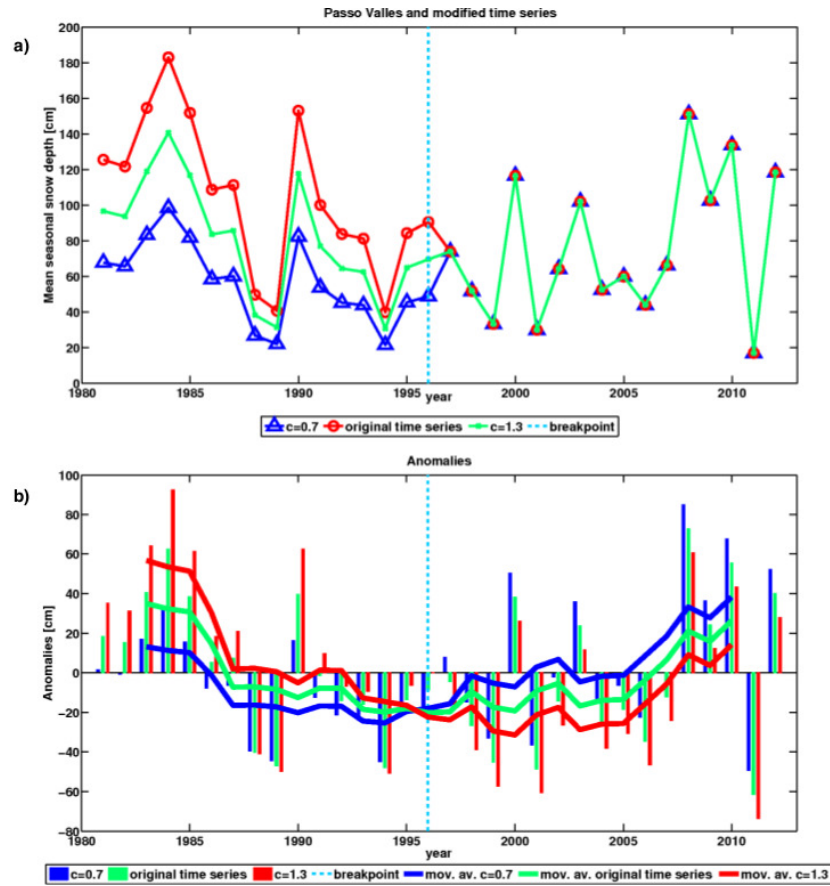 Passo Valles and modified time series
a)
200
180
160
140
120
100
80
60
40
20
0
Mean seasonal snow depth [cm]
1980 1985 1990 1995 2000 2005 2010
year
c=0.7 original time series c=1.3 breakpoint
Anomalies
b)
100
80
60
40
20
0
−20
−40
−60
−80
Anomalies [cm]
1980 1985 1990 1995 2000 2005 2010
year
c=0.7 original time series c=1.3 breakpoint mov. av. c=0.7 mov. av. original time series mov. av. c=1.3